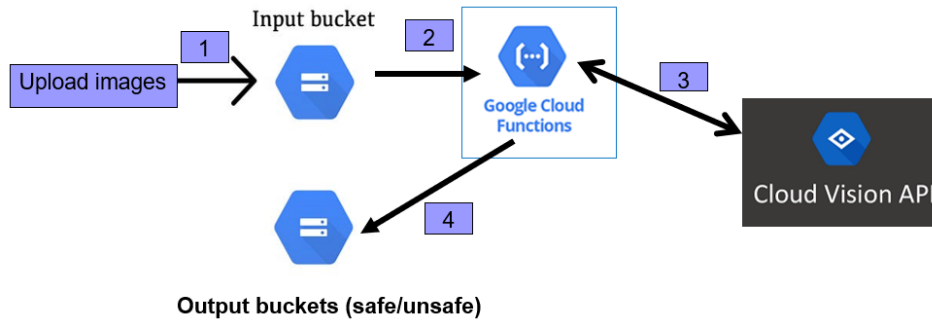 Input bucket
1
2
Upload images
Google Cloud
Functions
3
Cloud Vision API
4
Output buckets (safe/unsafe)